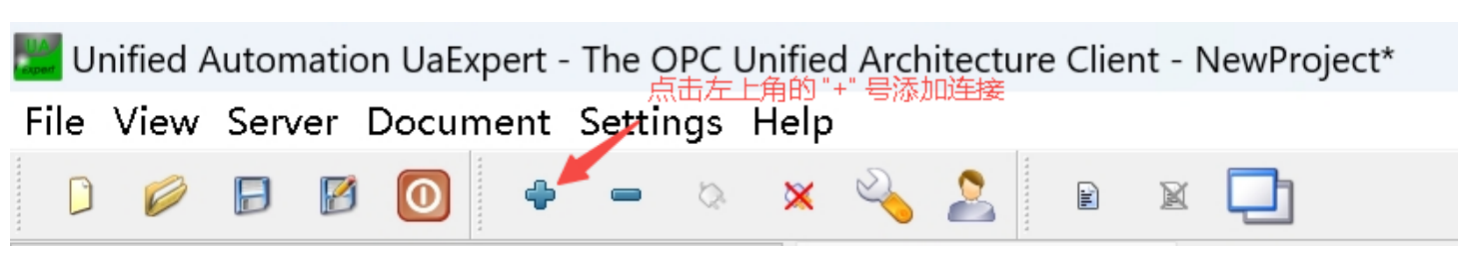 UA
expert
Unified Automation UaExpert - The OPC Unified Architecture Client - NewProject*
点击左上角的 "+" 号添加连接
File View Server Document Settings Help